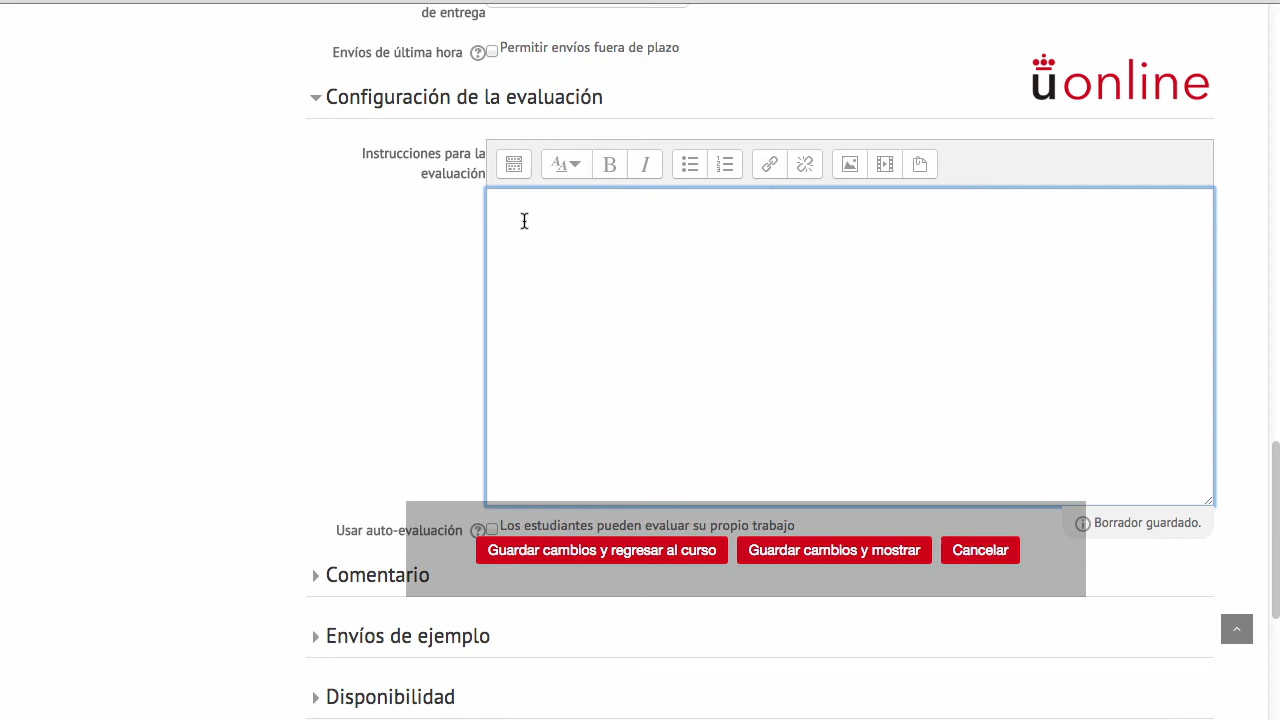 de entrega
Envíos de última hora
Permitir envíos fuera de plazo
uonline
Configuración de la evaluación
Instrucciones para la
evaluación
Borrador guardado.
Usar auto-evaluación
Los estudiantes pueden evaluar su propio trabajo
Guardar cambios y regresar al curso
Guardar cambios y mostrar
Cancelar
Comentario
Envíos de ejemplo
Disponibilidad